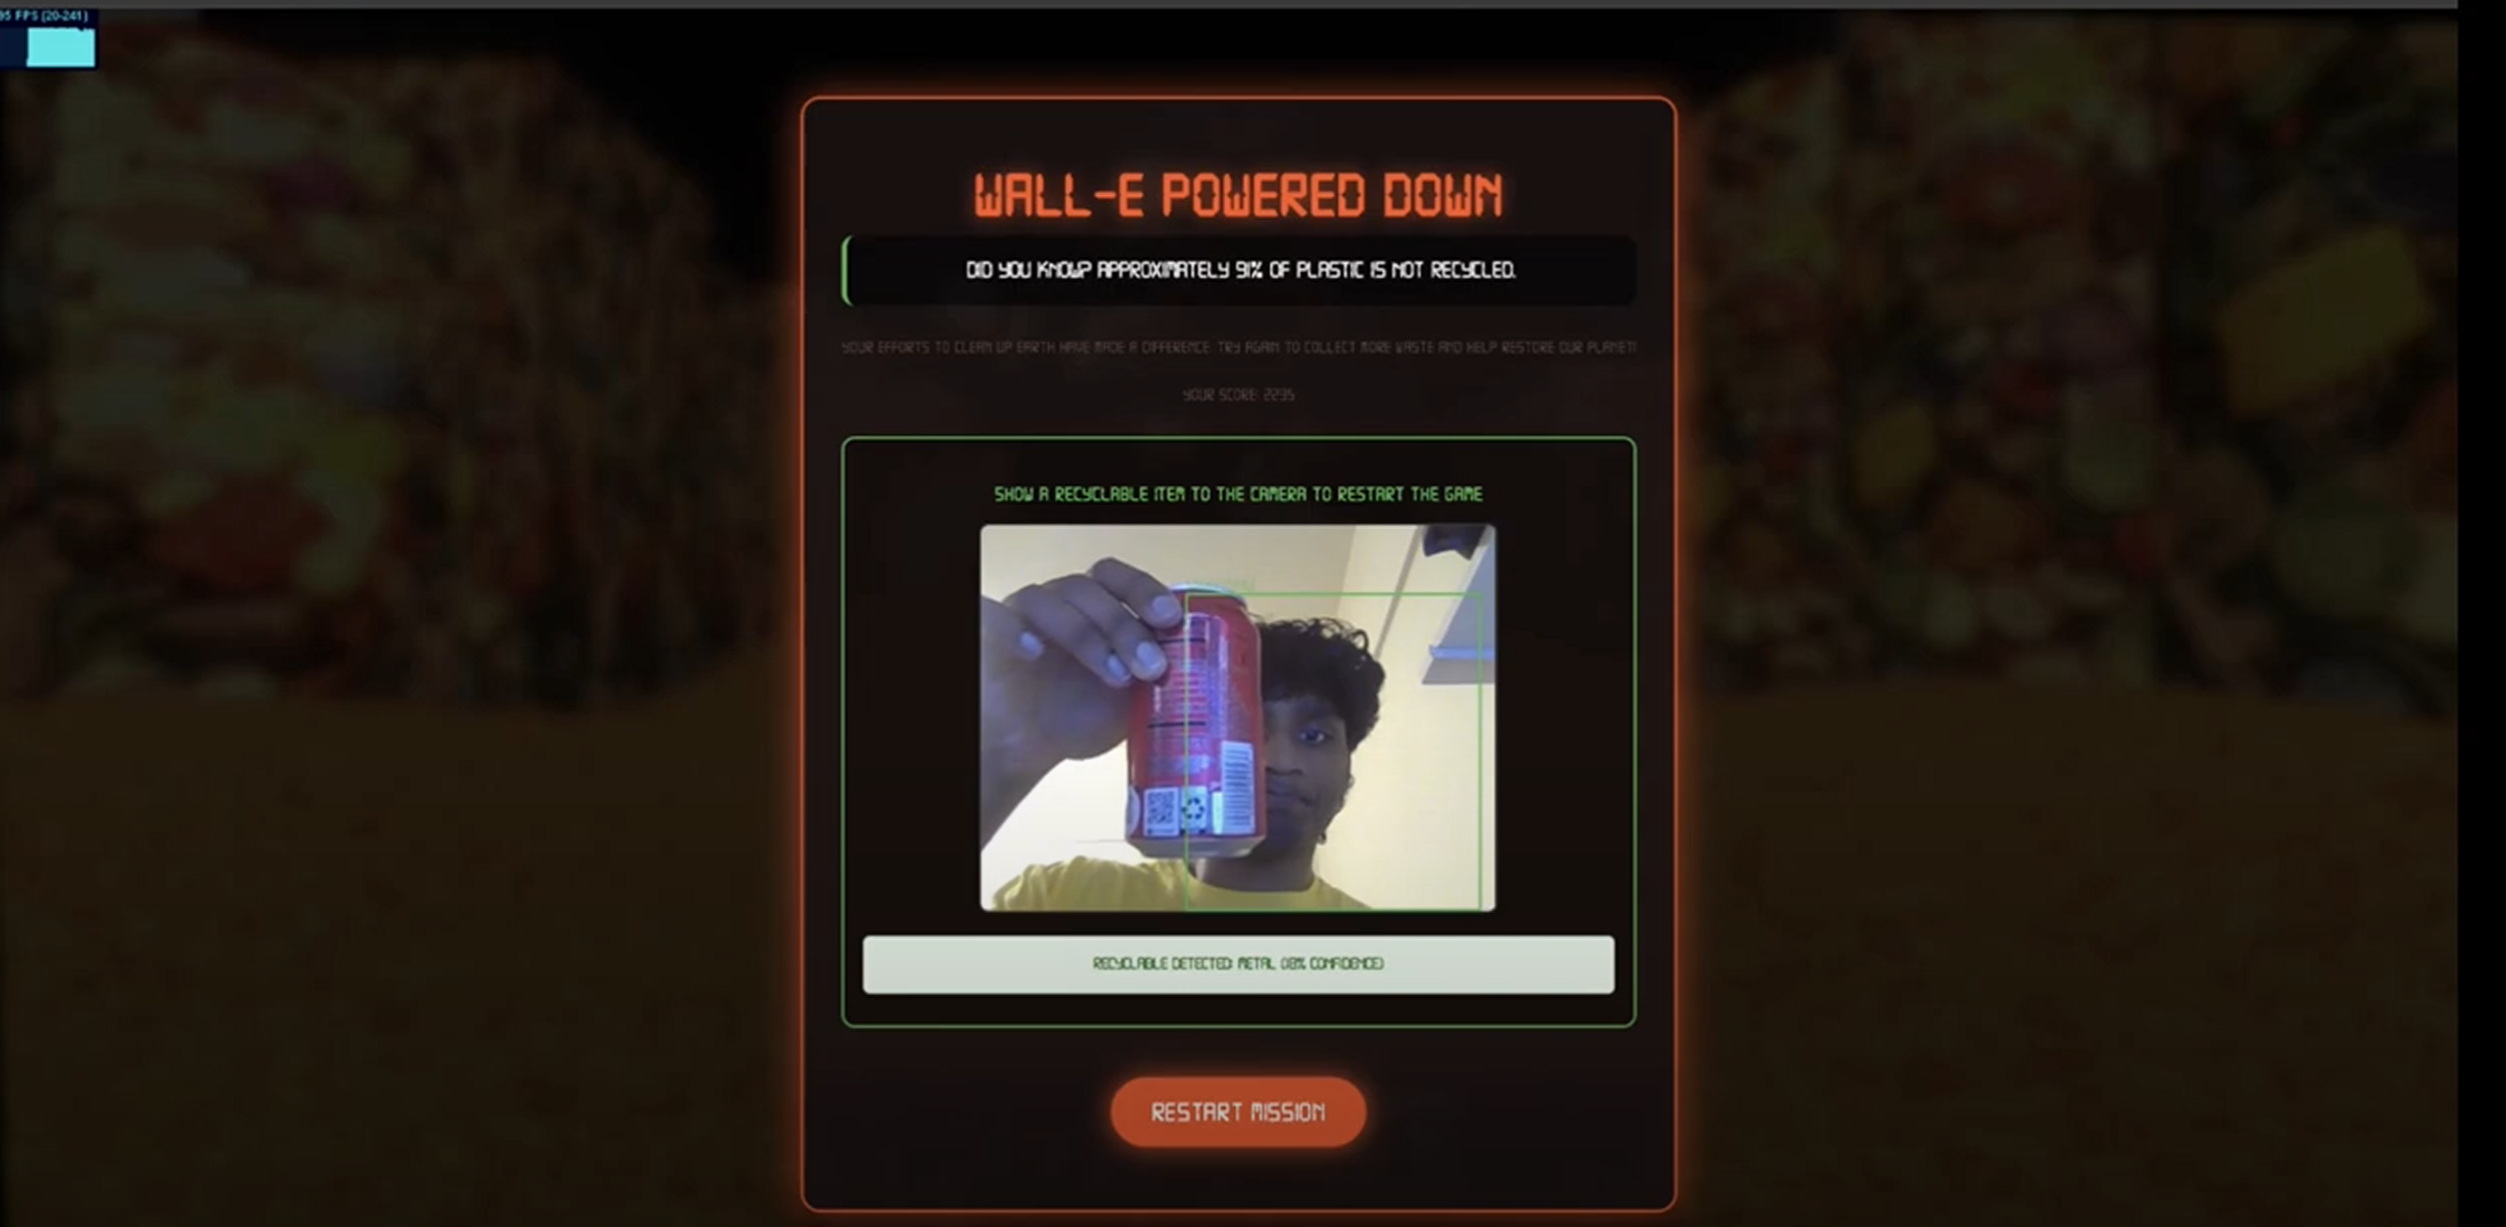 95 FPS (20-241)
WALL-E POWERED DOWN
DID YOU KNOW? APPROXIMATELY 91% OF PLASTIC IS NOT RECYCLED.
YOUR EFFORTS TO CLEAN UP EARTH HAVE MADE A DIFFERENCE. TRY AGAIN TO COLLECT MORE WASTE AND HELP RESTORE OUR PLANET!
YOUR SCORE: 2235
SHOW A RECYCLABLE ITEM TO THE CAMERA TO RESTART THE GAME
RECYCLABLE DETECTED: METAL (18% CONFIDENCE)
RESTART MISSION